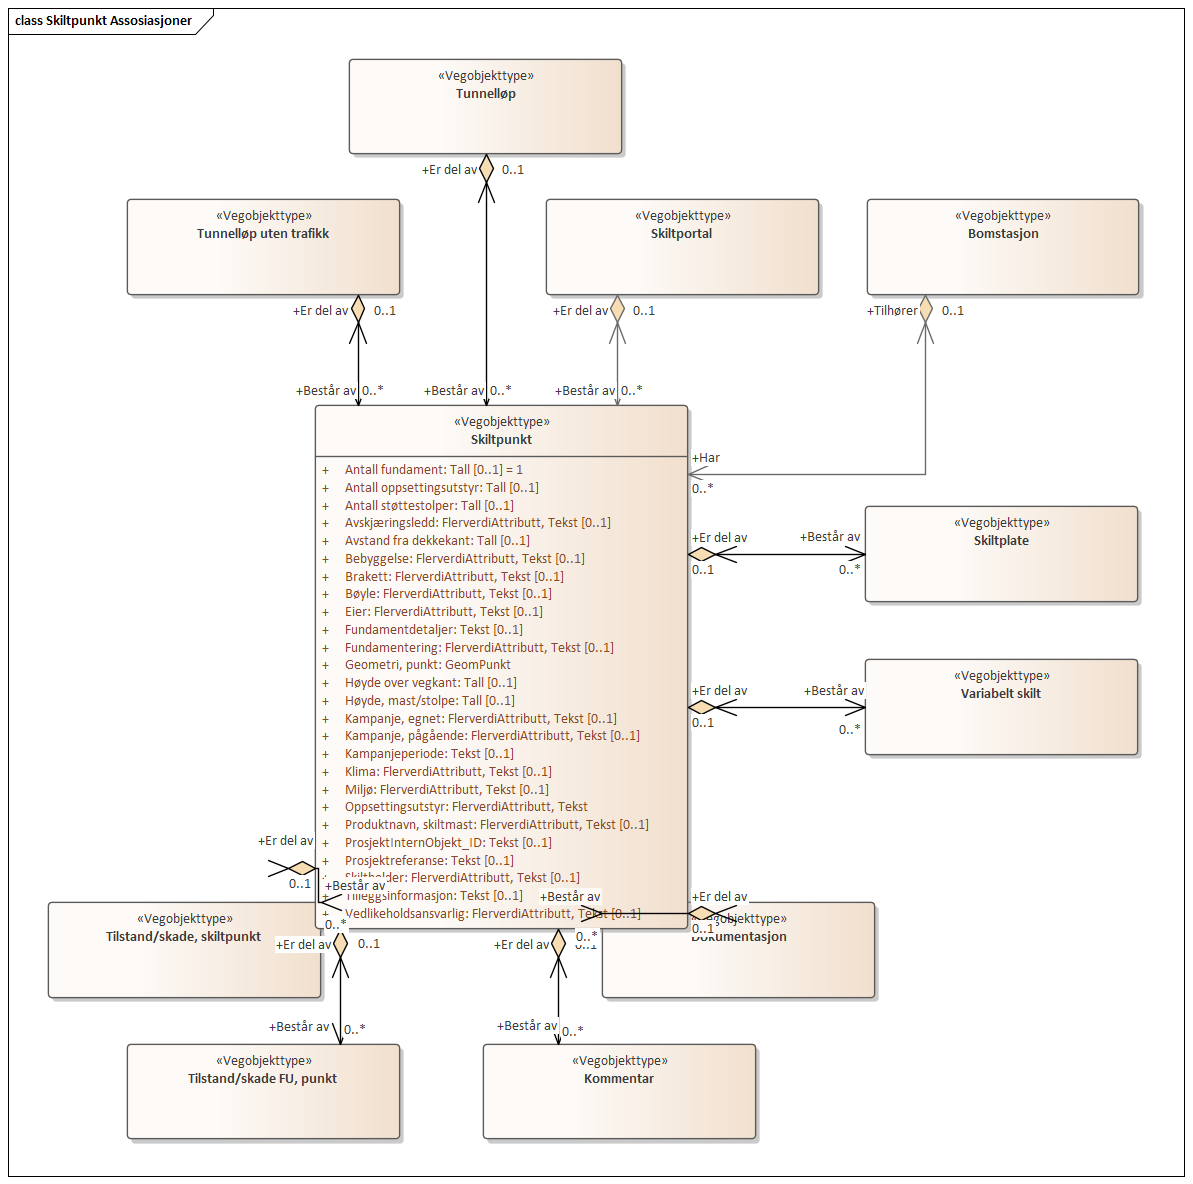 class Skiltpunkt Assosiasjoner
«Vegobjekttype»
Tunnelløp
+Er del av 0..1
«Vegobjekttype»
Tunnelløp uten trafikk
«Vegobjekttype»
Skiltportal
«Vegobjekttype»
Bomstasjon
+Er del av 0..1
+Er del av 0..1
+Tilhører 0..1
+Består av 0..*
+Består av 0..*
+Består av 0..*
«Vegobjekttype»
Skiltpunkt
+ Antall fundament: Tall [0..1] = 1
+ Antall oppsettingsutstyr: Tall [0..1]
+ Antall støttestolper: Tall [0..1]
+ Avskjæringsledd: FlerverdiAttributt, Tekst [0..1]
+ Avstand fra dekkekant: Tall [0..1]
+ Bebyggelse: FlerverdiAttributt, Tekst [0..1]
+ Brakett: FlerverdiAttributt, Tekst [0..1]
+ Bøyle: FlerverdiAttributt, Tekst [0..1]
+ Eier: FlerverdiAttributt, Tekst [0..1]
+ Fundamentdetaljer: Tekst [0..1]
+ Fundamentering: FlerverdiAttributt, Tekst [0..1]
+ Geometri, punkt: GeomPunkt
+ Høyde over vegkant: Tall [0..1]
+ Høyde, mast/stolpe: Tall [0..1]
+ Kampanje, egnet: FlerverdiAttributt, Tekst [0..1]
+ Kampanje, pågående: FlerverdiAttributt, Tekst [0..1]
+ Kampanjeperiode: Tekst [0..1]
+ Klima: FlerverdiAttributt, Tekst [0..1]
+ Miljø: FlerverdiAttributt, Tekst [0..1]
+ Oppsettingsutstyr: FlerverdiAttributt, Tekst
+ Produktnavn, skiltmast: FlerverdiAttributt, Tekst [0..1]
+ ProsjektInternObjekt_ID: Tekst [0..1]
+ Prosjektreferanse: Tekst [0..1]
+ Skiltholder: FlerverdiAttributt, Tekst [0..1]
+ Tilleggsinformasjon: Tekst [0..1]
+ Vedlikeholdsansvarlig: FlerverdiAttributt, Tekst [0..1]
+Har
0..*
+Er del av
0..1
+Består av
0..*
«Vegobjekttype»
Skiltplate
+Er del av
0..1
+Består av
0..*
«Vegobjekttype»
Variabelt skilt
+Er del av
0..1
+Består av
0..*
«Vegobjekttype»
Tilstand/skade, skiltpunkt
+Består av
0..*
+Er del av
0..1
«Vegobjekttype»
Dokumentasjon
+Er del av 0..1
+Består av 0..*
«Vegobjekttype»
Tilstand/skade FU, punkt
+Er del av 0..1
+Består av 0..*
«Vegobjekttype»
Kommentar